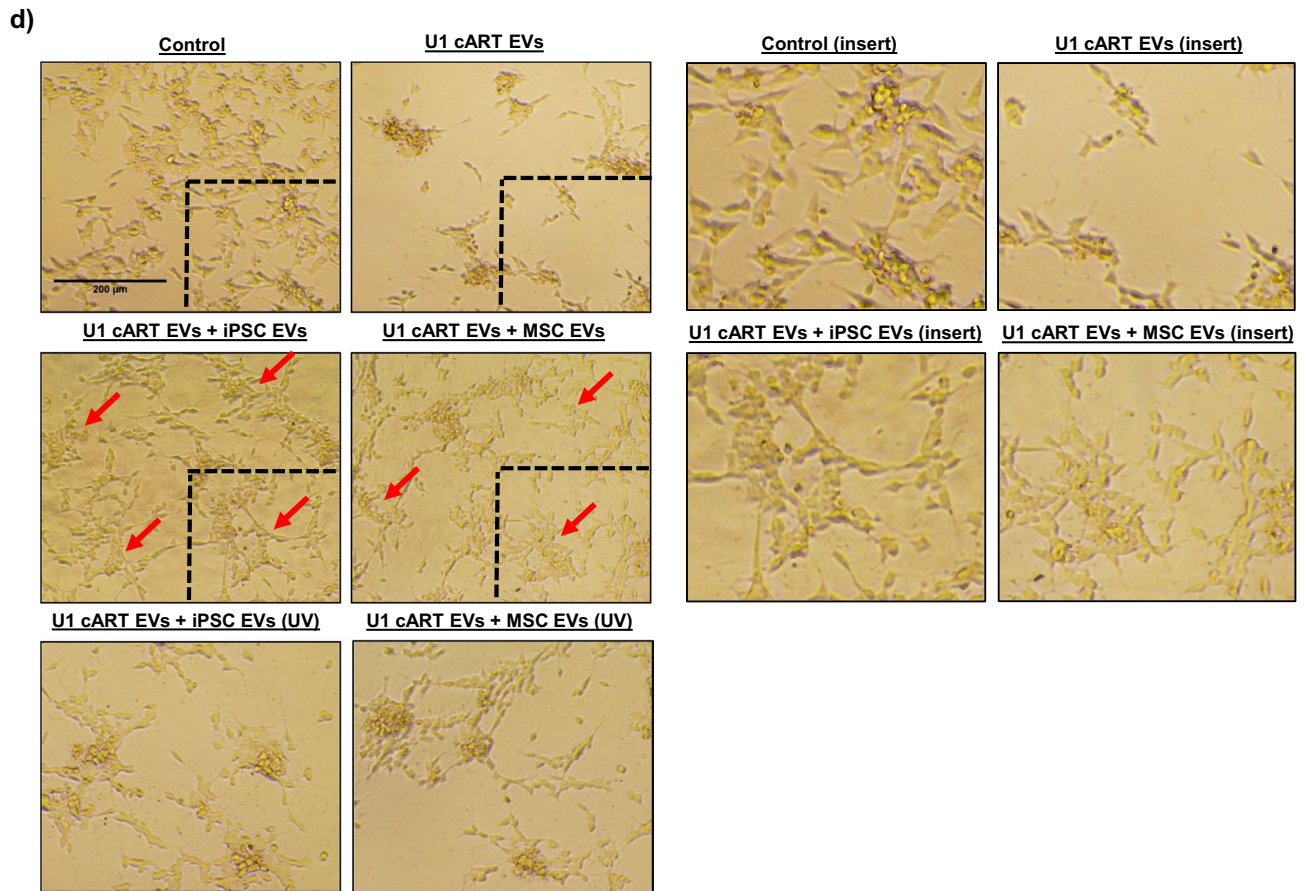 d)
Control
U1 cART EVs
Control (insert)
U1 cART EVs (insert)
200 µm
U1 cART EVs + iPSC EVs
U1 cART EVs + MSC EVs
U1 cART EVs + iPSC EVs (insert)
U1 cART EVs + MSC EVs (insert)
U1 cART EVs + iPSC EVs (UV)
U1 cART EVs + MSC EVs (UV)